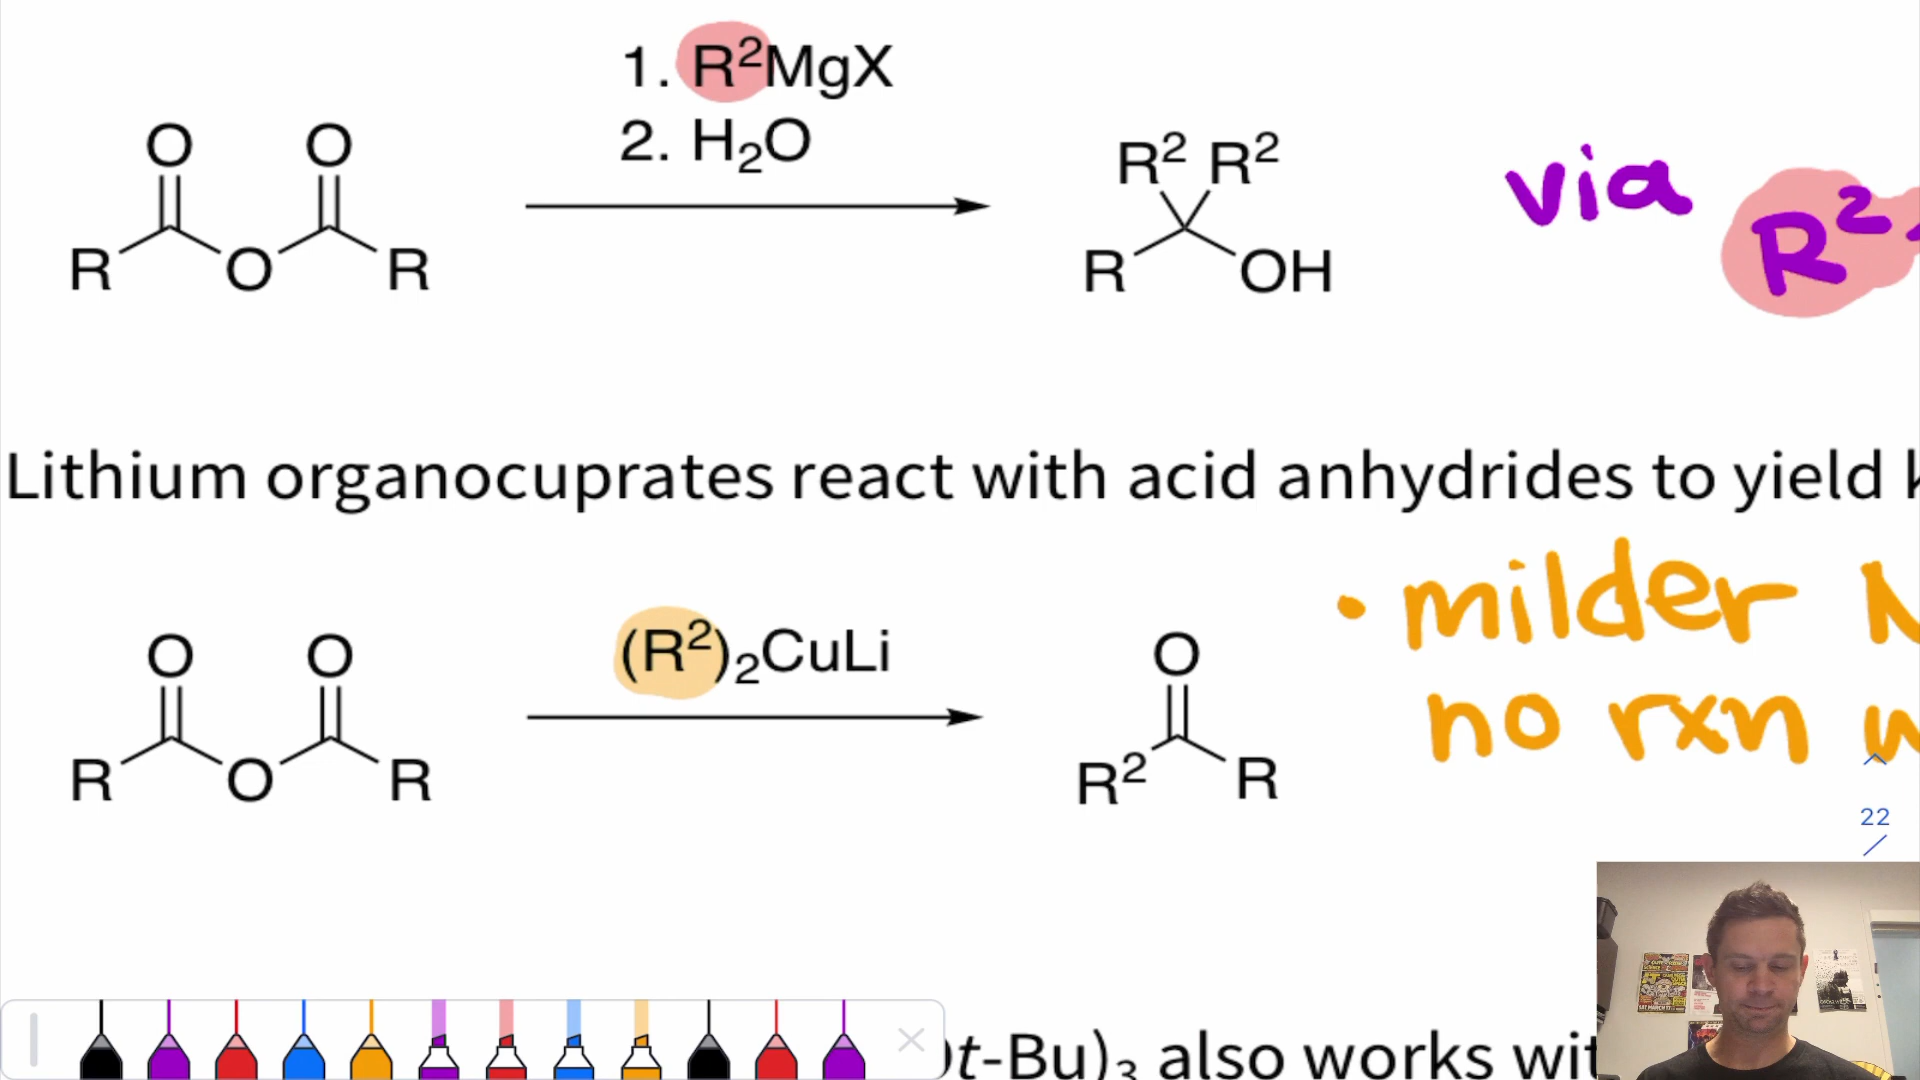 1. R²MgX
2. H₂O
O O
R O R
R² R²
R OH
via R²
Lithium organocuprates react with acid anhydrides to yield
(R²)₂CuLi
O O
R O R
O
R² R
• milder
no rxn
22
t-Bu)₃ also works